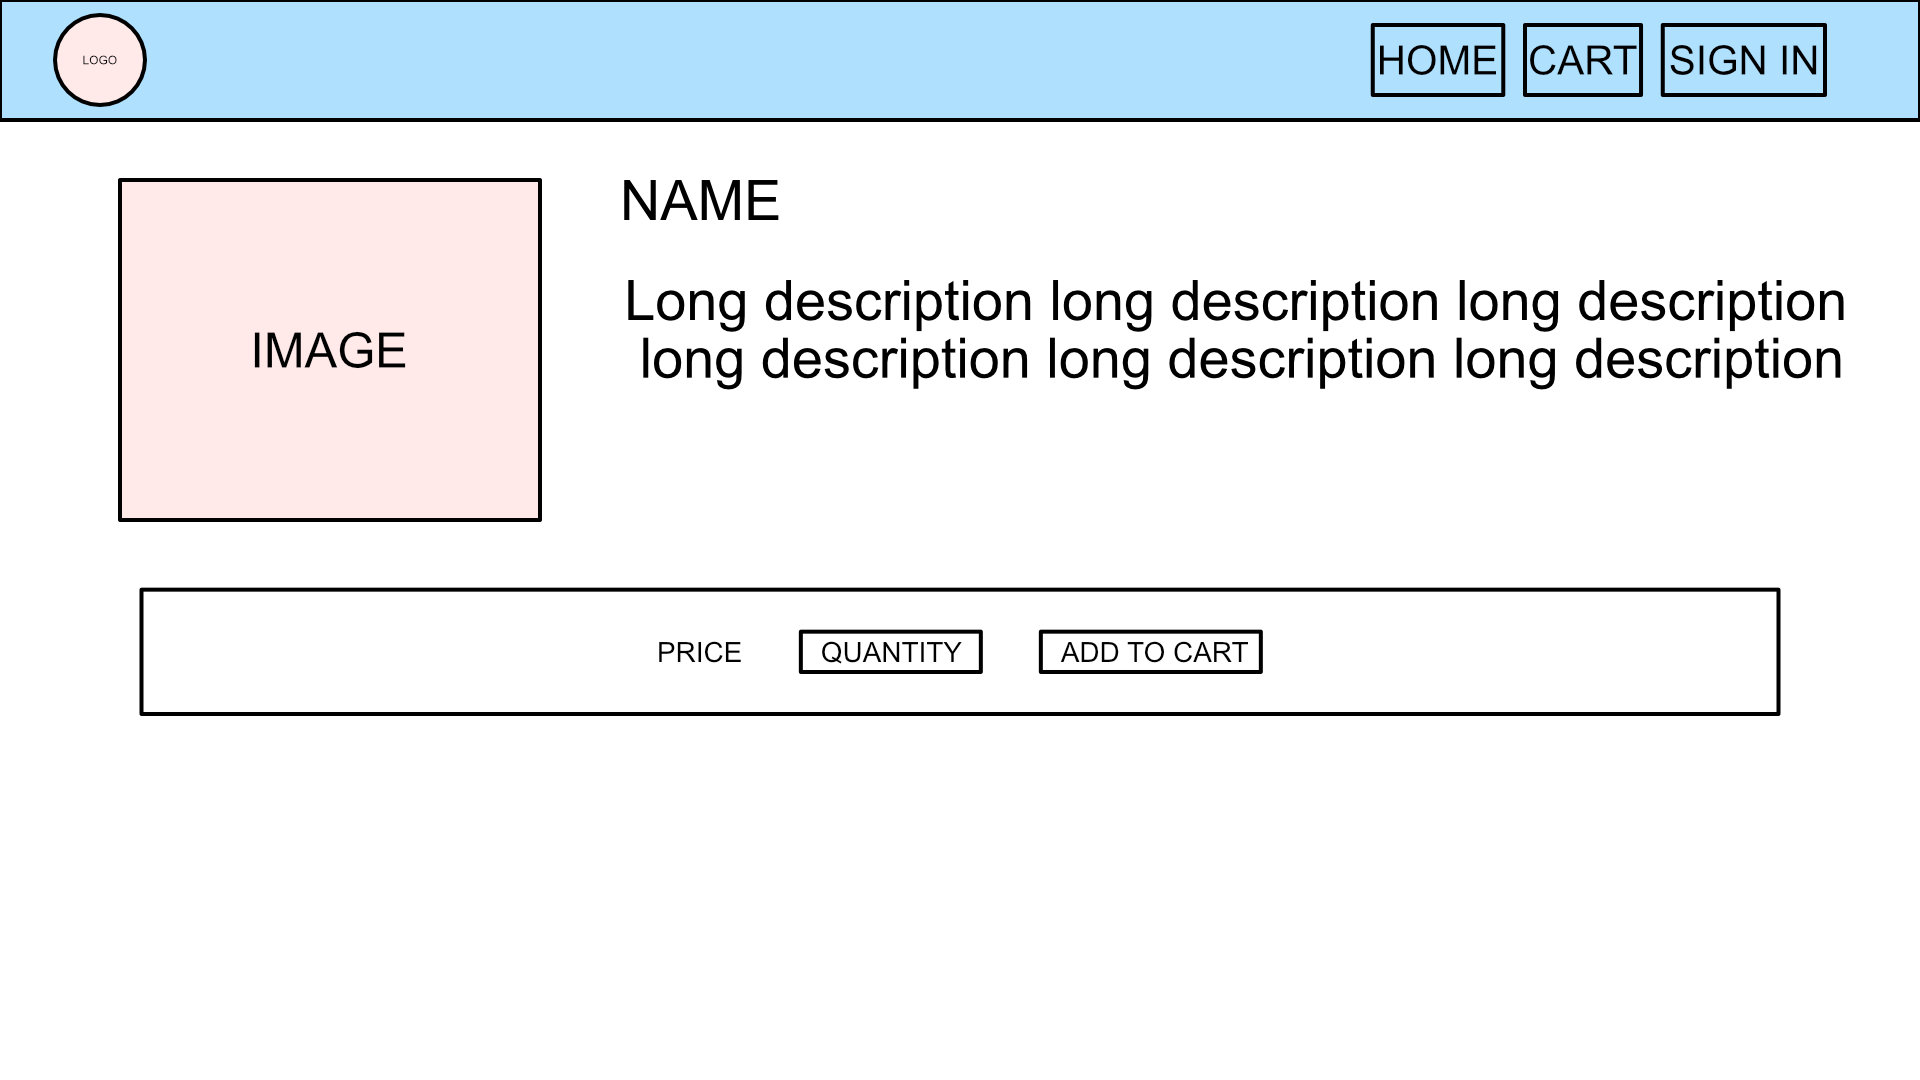 LOGO
HOME CART SIGN IN
NAME
Long description long description long description
long description long description long description
IMAGE
PRICE QUANTITY ADD TO CART